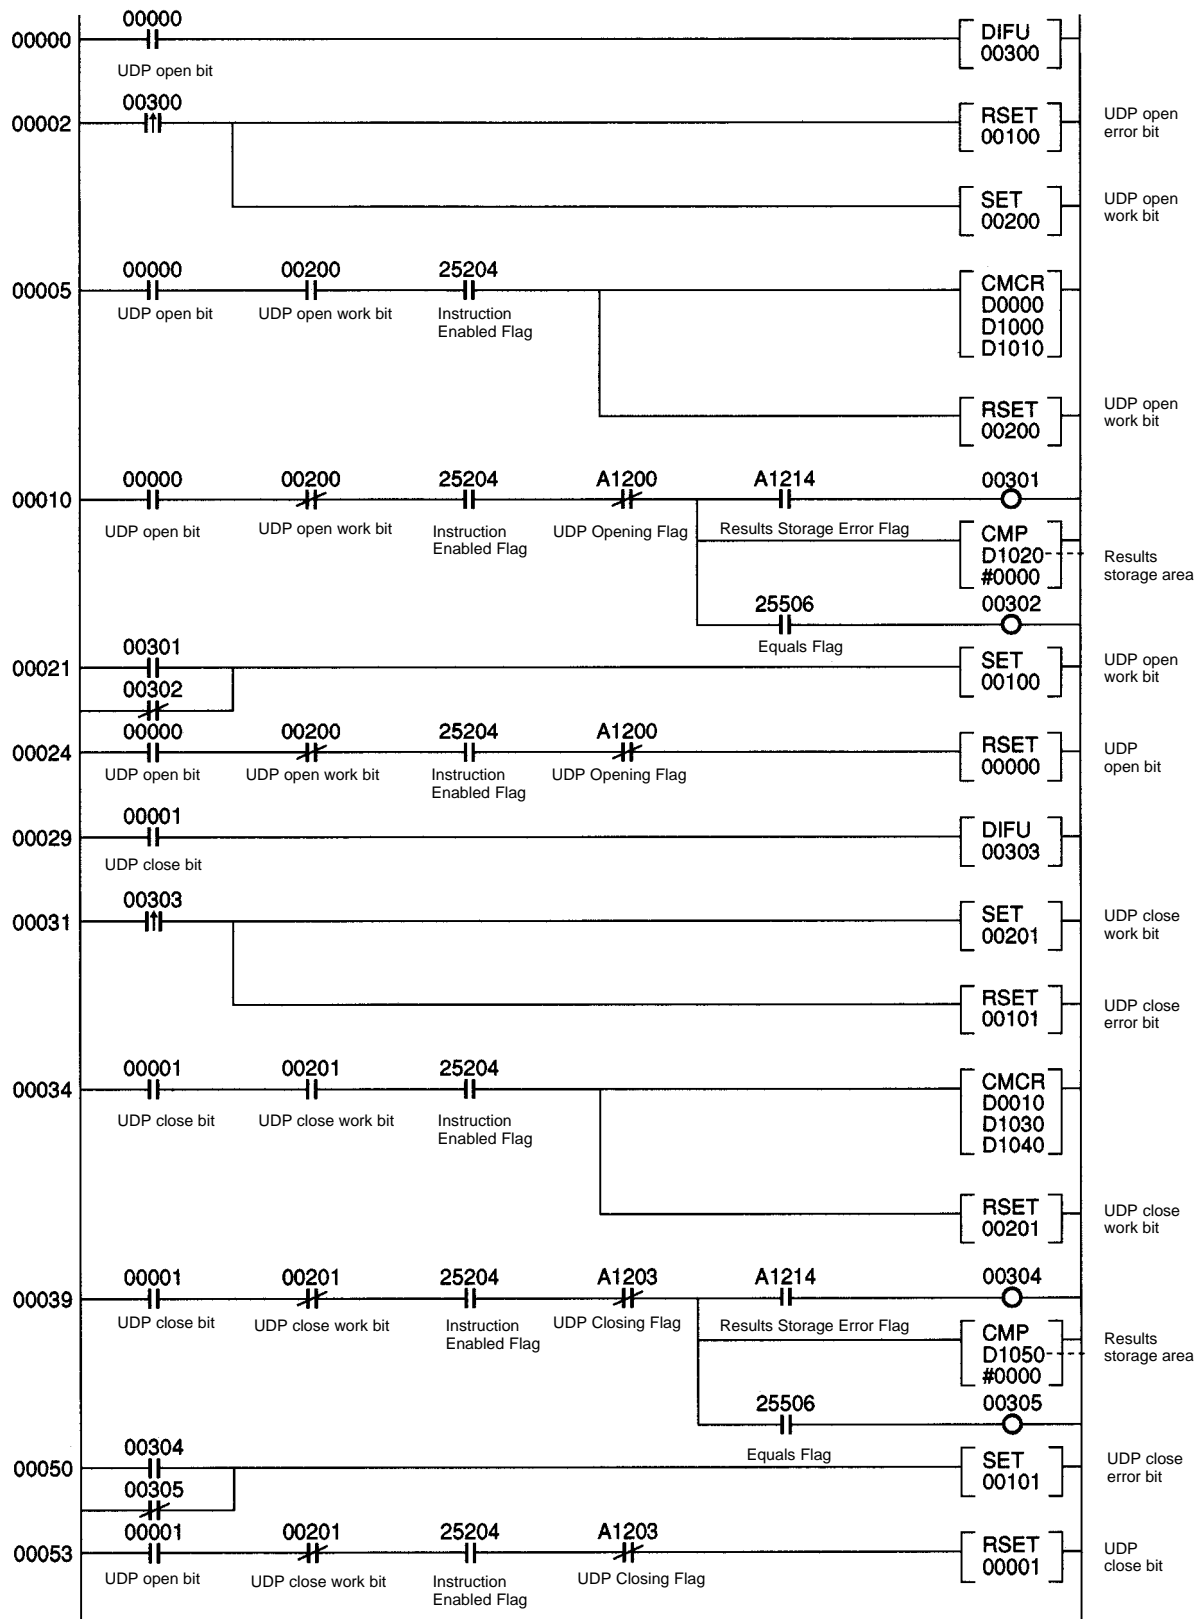 00000
00000
DIFU
00300
UDP open bit
00300
00002
RSET
00100
UDP open
error bit
SET
00200
UDP open
work bit
00000 00200 25204
00005
CMCR
D0000
D1000
D1010
UDP open bit UDP open work bit Instruction
Enabled Flag
RSET
00200
UDP open
work bit
00000 00200 25204 A1200 A1214 00301
00010
UDP open bit UDP open work bit Instruction
Enabled Flag
UDP Opening Flag Results Storage Error Flag
CMP
D1020
#0000
Results
storage area
25506 00302
Equals Flag
00301
00021
00302
SET
00100
UDP open
work bit
00000 00200 25204 A1200
00024
RSET
00000
UDP
open bit
UDP open bit UDP open work bit Instruction
Enabled Flag
UDP Opening Flag
00001
00029
DIFU
00303
UDP close bit
00303
00031
SET
00201
UDP close
work bit
RSET
00101
UDP close
error bit
00001 00201 25204
00034
CMCR
D0010
D1030
D1040
UDP close bit UDP close work bit Instruction
Enabled Flag
RSET
00201
UDP close
work bit
00001 00201 25204 A1203 A1214 00304
00039
UDP close bit UDP close work bit Instruction
Enabled Flag
UDP Closing Flag Results Storage Error Flag
CMP
D1050
#0000
Results
storage area
25506 00305
Equals Flag
00304
00050
00305
SET
00101
UDP close
error bit
00001 00201 25204 A1203
00053
RSET
00001
UDP
close bit
UDP open bit UDP close work bit Instruction
Enabled Flag
UDP Closing Flag